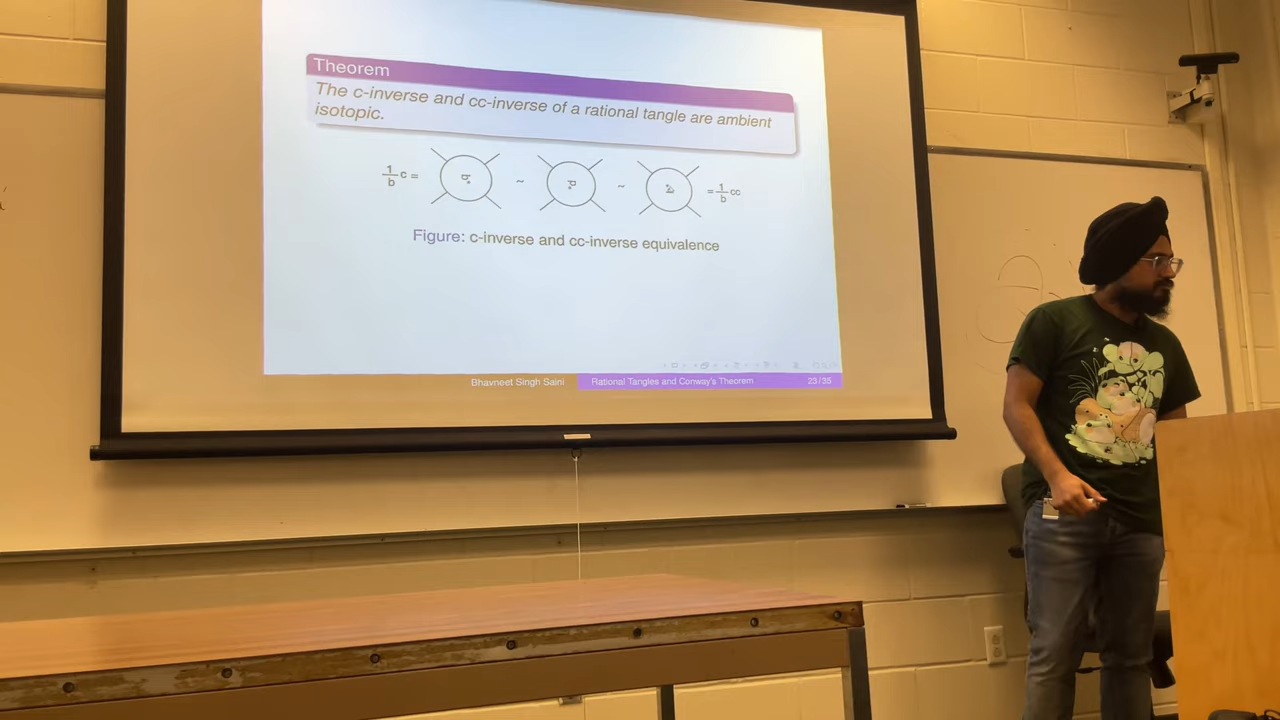 Theorem
The c-inverse and cc-inverse of a rational tangle are ambient
isotopic.
1/b c = ~ ~ = 1/b cc
Figure: c-inverse and cc-inverse equivalence
Bhavneet Singh Saini Rational Tangles and Conway's Theorem 23/35